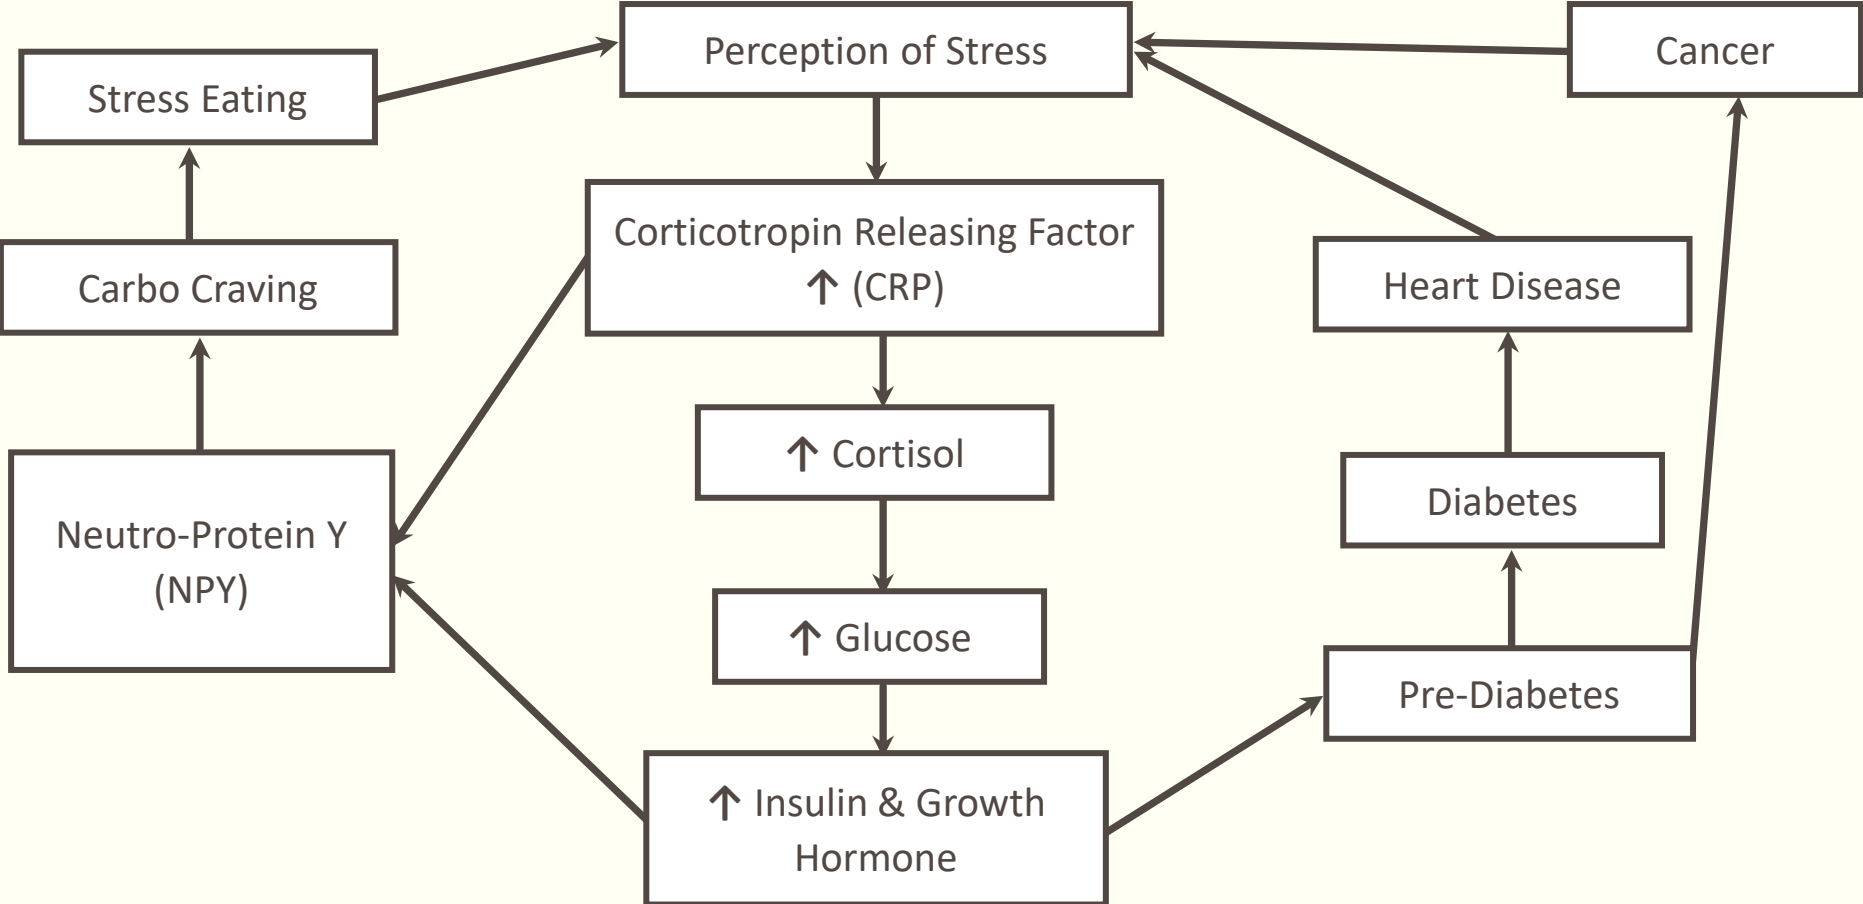 Perception of Stress
Cancer
Stress Eating
Corticotropin Releasing Factor
↑ (CRP)
Carbo Craving
Heart Disease
↑ Cortisol
Diabetes
Neutro-Protein Y
(NPY)
↑ Glucose
Pre-Diabetes
↑ Insulin & Growth
Hormone